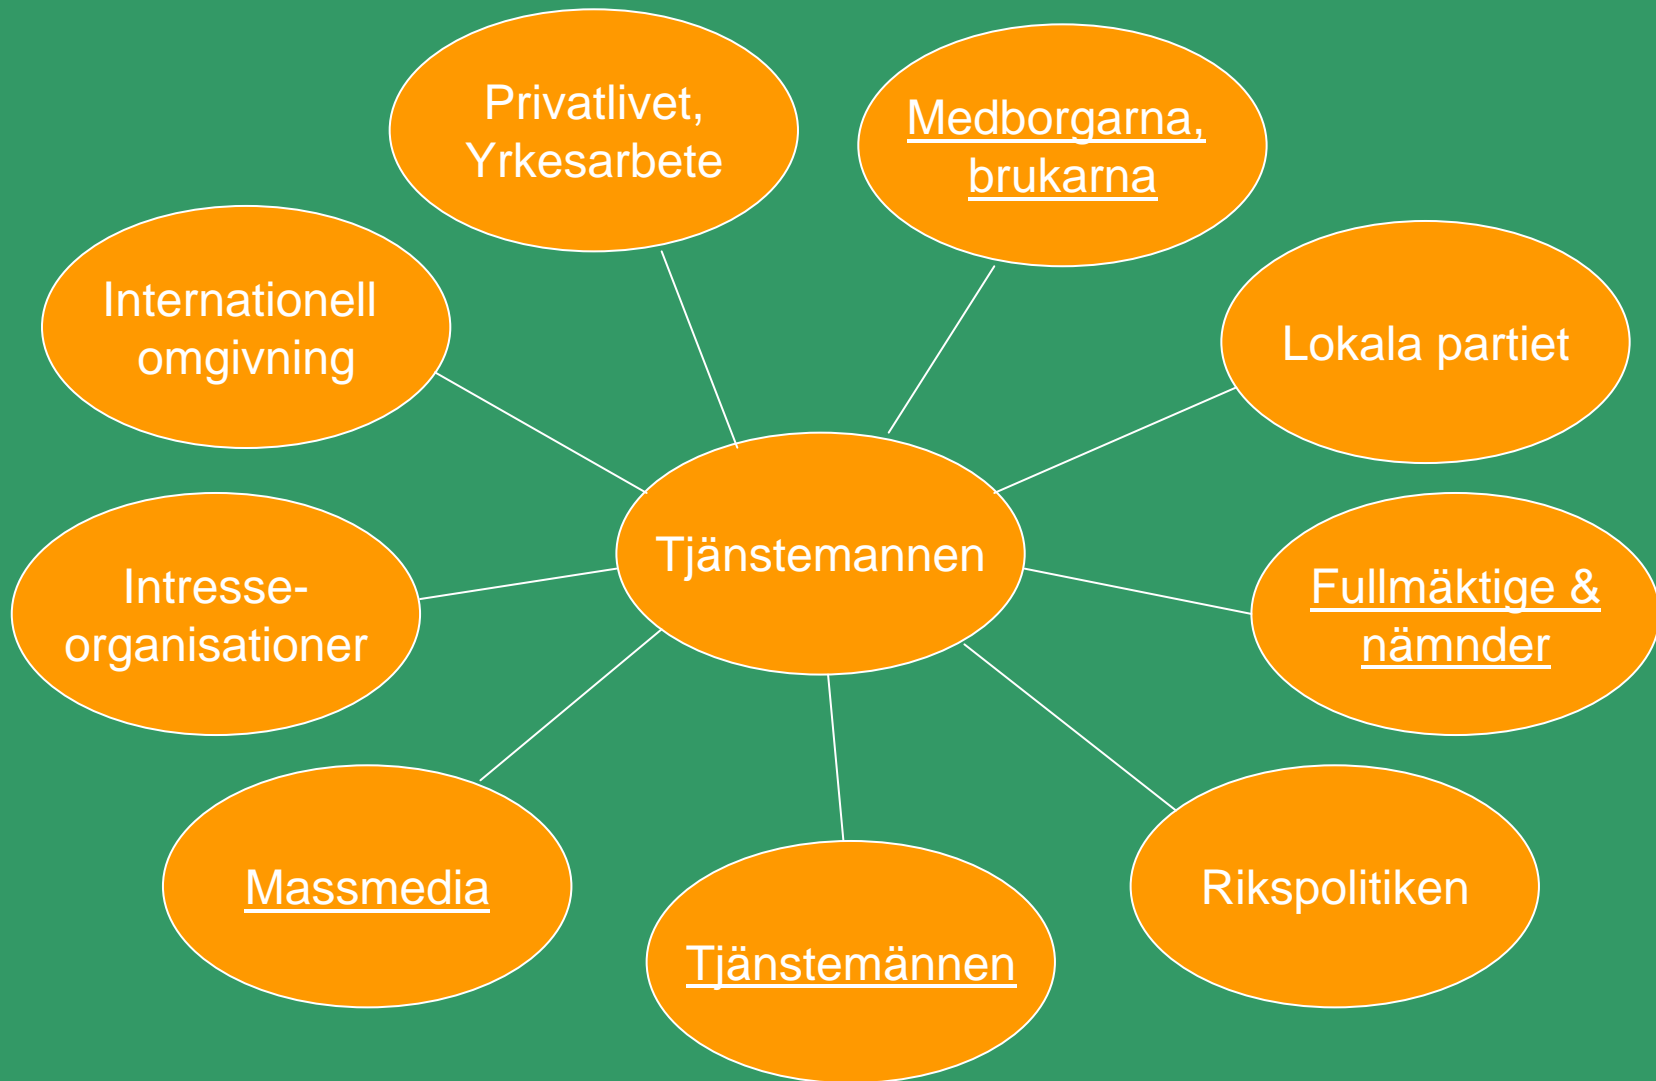 Privatlivet,
Yrkesarbete
Medborgarna,
brukarna
Internationell
omgivning
Lokala partiet
Tjänstemannen
Intresse-
organisationer
Fullmäktige &
nämnder
Massmedia
Rikspolitiken
Tjänstemännen